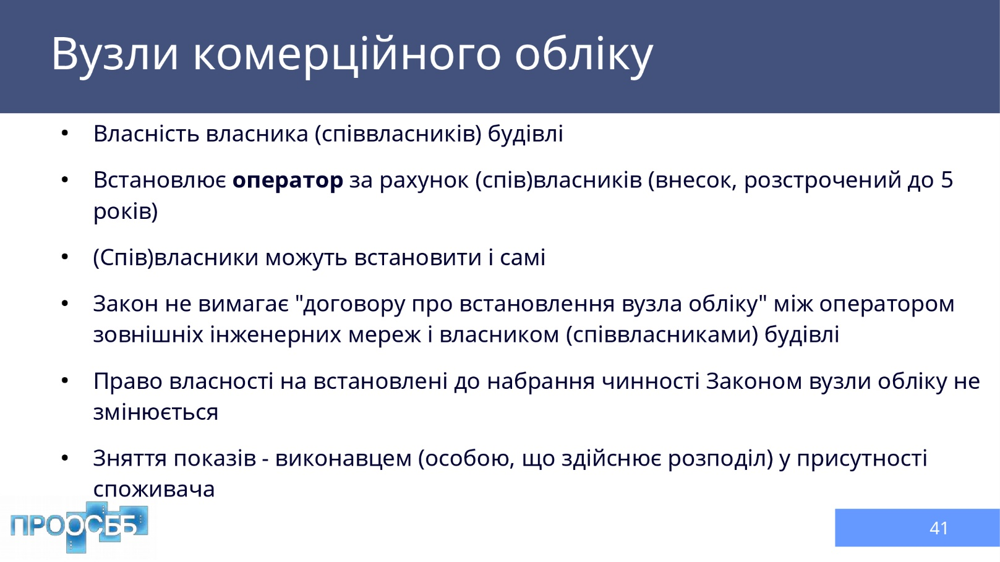 Вузли комерційного обліку
• Власність власника (співвласників) будівлі
• Встановлює оператор за рахунок (спів)власників (внесок, розстрочений до 5
років)
• (Спів)власники можуть встановити і самі
• Закон не вимагає "договору про встановлення вузла обліку" між оператором
зовнішніх інженерних мереж і власником (співвласниками) будівлі
• Право власності на встановлені до набрання чинності Законом вузли обліку не
змінюється
• Зняття показів - виконавцем (особою, що здійснює розподіл) у присутності
споживача
ПРООСББ
41